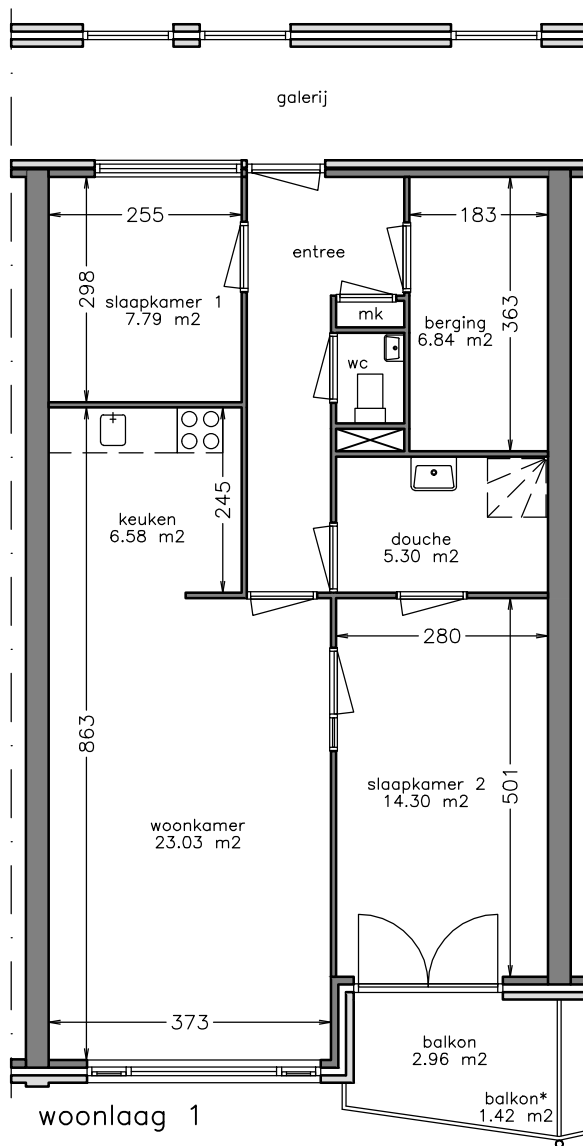 galerij
255
183
298
slaapkamer 1
7.79 m2
entree
mk
berging
6.84 m2
363
wc
keuken
6.58 m2
245
douche
5.30 m2
280
863
slaapkamer 2
14.30 m2
501
woonkamer
23.03 m2
373
balkon
2.96 m2
balkon*
1.42 m2
woonlaag 1